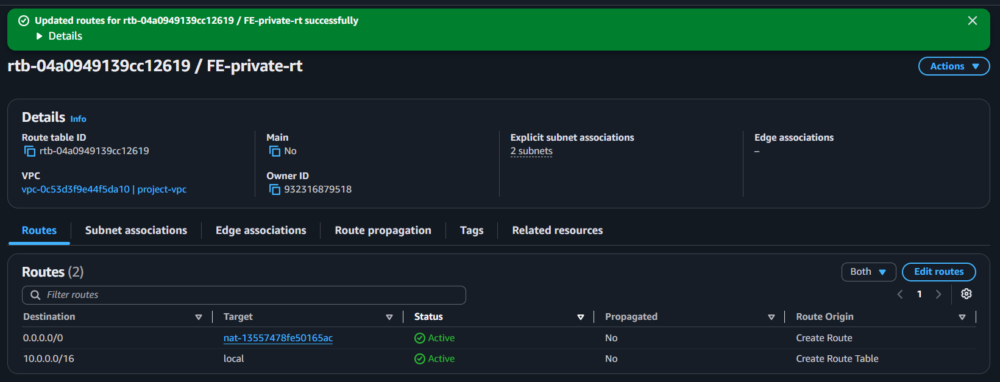 Updated routes for rtb-04a0949139cc12619 / FE-private-rt successfully
Details
rtb-04a0949139cc12619 / FE-private-rt
Actions
Details Info
Route table ID
rtb-04a0949139cc12619
Main
No
Explicit subnet associations
2 subnets
Edge associations
–
VPC
vpc-0c53d3f9e44f5da10 | project-vpc
Owner ID
932316879518
Routes Subnet associations Edge associations Route propagation Tags Related resources
Routes (2)
Both Edit routes
Filter routes
1
Destination Target Status Propagated Route Origin
0.0.0.0/0 nat-13557478fe50165ac Active No Create Route
10.0.0.0/16 local Active No Create Route Table